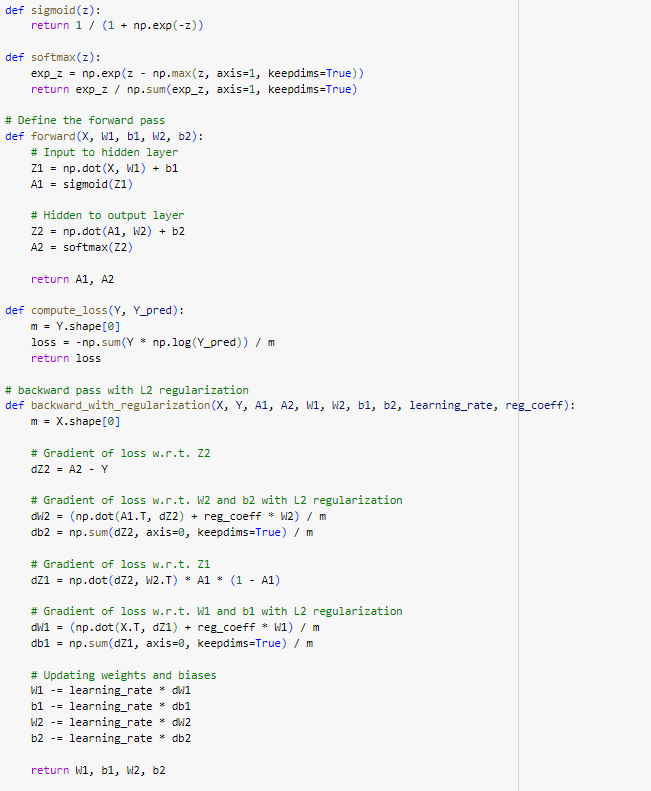 def sigmoid(z):
    return 1 / (1 + np.exp(-z))
def softmax(z):
    exp_z = np.exp(z - np.max(z, axis=1, keepdims=True))
    return exp_z / np.sum(exp_z, axis=1, keepdims=True)
# Define the forward pass
def forward(X, W1, b1, W2, b2):
    # Input to hidden layer
    Z1 = np.dot(X, W1) + b1
    A1 = sigmoid(Z1)
    # Hidden to output layer
    Z2 = np.dot(A1, W2) + b2
    A2 = softmax(Z2)
    return A1, A2
def compute_loss(Y, Y_pred):
    m = Y.shape[0]
    loss = -np.sum(Y * np.log(Y_pred)) / m
    return loss
# backward pass with L2 regularization
def backward_with_regularization(X, Y, A1, A2, W1, W2, b1, b2, learning_rate, reg_coeff):
    m = X.shape[0]
    # Gradient of loss w.r.t. Z2
    dZ2 = A2 - Y
    # Gradient of loss w.r.t. W2 and b2 with L2 regularization
    dW2 = (np.dot(A1.T, dZ2) + reg_coeff * W2) / m
    db2 = np.sum(dZ2, axis=0, keepdims=True) / m
    # Gradient of loss w.r.t. Z1
    dZ1 = np.dot(dZ2, W2.T) * A1 * (1 - A1)
    # Gradient of loss w.r.t. W1 and b1 with L2 regularization
    dW1 = (np.dot(X.T, dZ1) + reg_coeff * W1) / m
    db1 = np.sum(dZ1, axis=0, keepdims=True) / m
    # Updating weights and biases
    W1 -= learning_rate * dW1
    b1 -= learning_rate * db1
    W2 -= learning_rate * dW2
    b2 -= learning_rate * db2
    return W1, b1, W2, b2